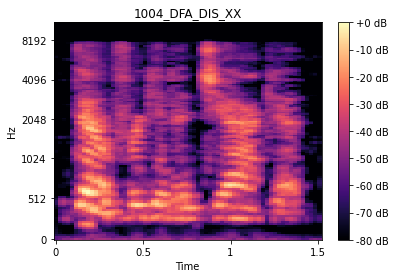 1004_DFA_DIS_XX
8192
4096
2048
1024
512
0
Hz
0
0.5
1
1.5
Time
+0 dB
-10 dB
-20 dB
-30 dB
-40 dB
-50 dB
-60 dB
-70 dB
-80 dB